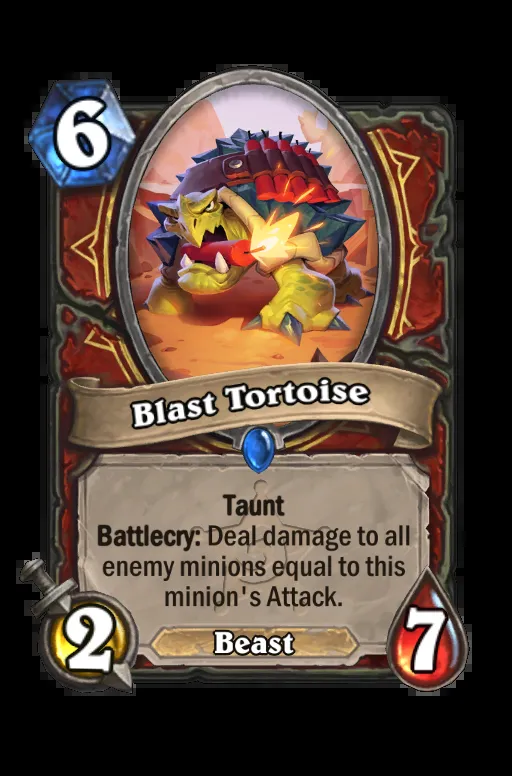 6
Blast Tortoise
Taunt
Battlecry: Deal damage to all
enemy minions equal to this
minion's Attack.
2
Beast
7